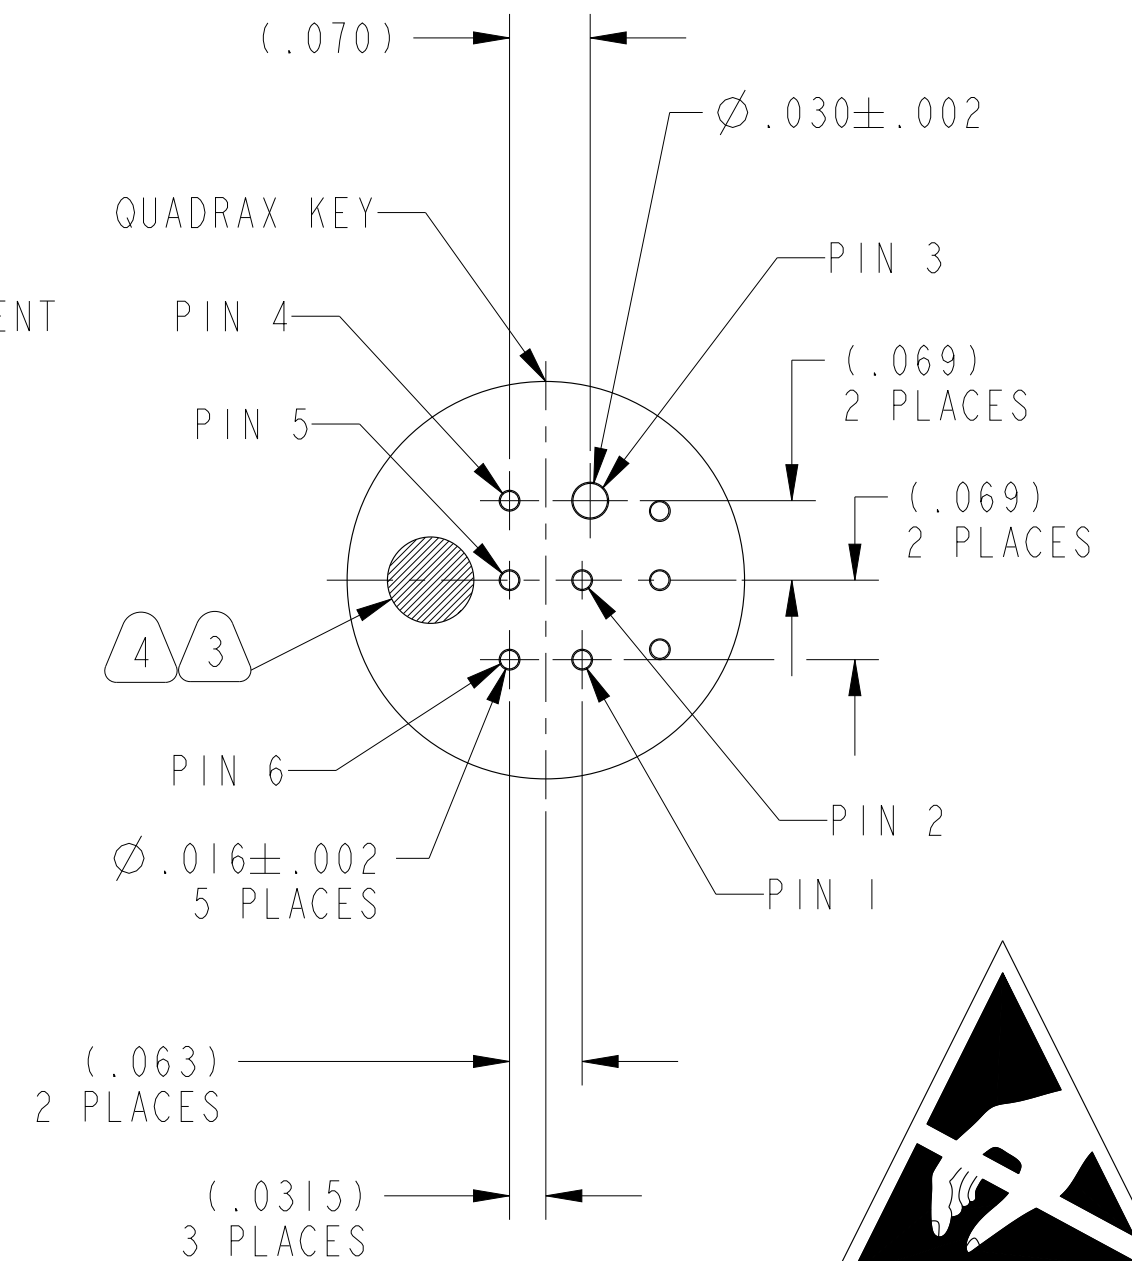 (.070)
Ø.030±.002
QUADRAX KEY
PIN 3
ENT
PIN 4
(.069)
2 PLACES
PIN 5
(.069)
2 PLACES
4
3
PIN 6
PIN 2
Ø.016±.002
5 PLACES
PIN 1
(.063)
2 PLACES
(.0315)
3 PLACES